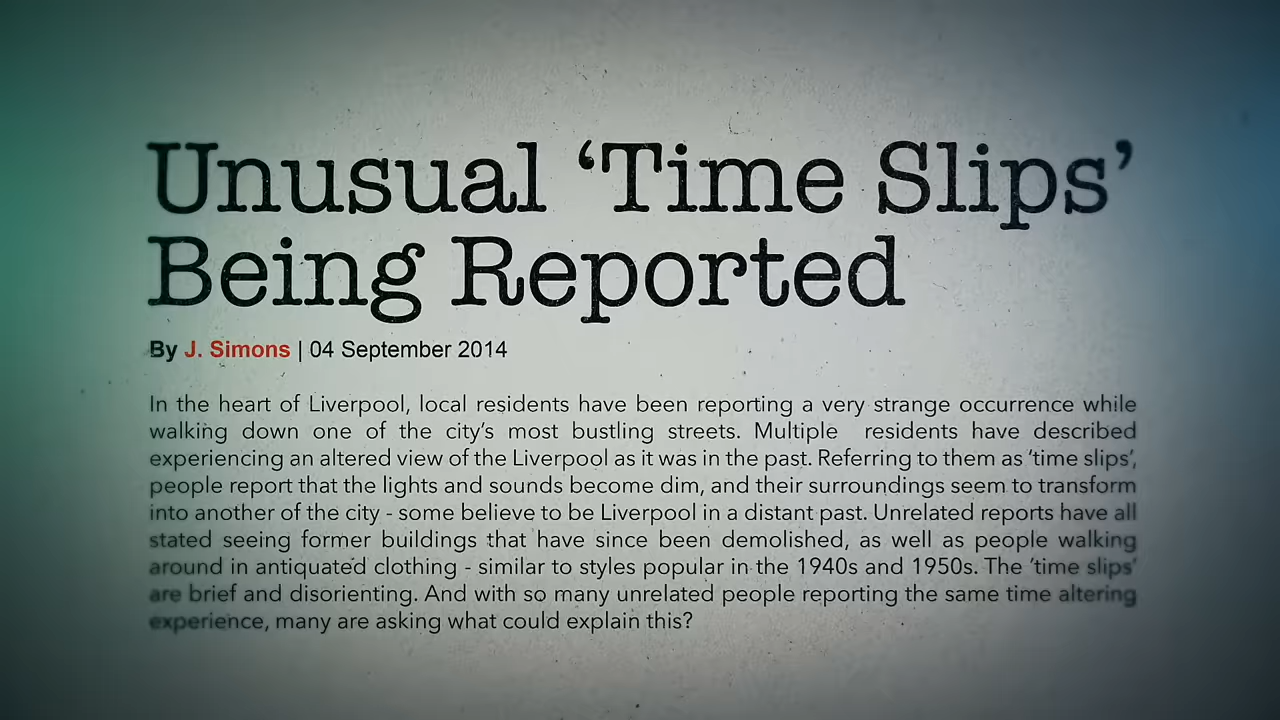 Unusual ‘Time Slips’
Being Reported
By J. Simons | 04 September 2014
In the heart of Liverpool, local residents have been reporting a very strange occurrence while
walking down one of the city’s most bustling streets. Multiple residents have described
experiencing an altered view of the Liverpool as it was in the past. Referring to them as ‘time slips’,
people report that the lights and sounds become dim, and their surroundings seem to transform
into another of the city - some believe to be Liverpool in a distant past. Unrelated reports have all
stated seeing former buildings that have since been demolished, as well as people walking
around in antiquated clothing - similar to styles popular in the 1940s and 1950s. The ‘time slips’
are brief and disorienting. And with so many unrelated people reporting the same time altering
experience, many are asking what could explain this?